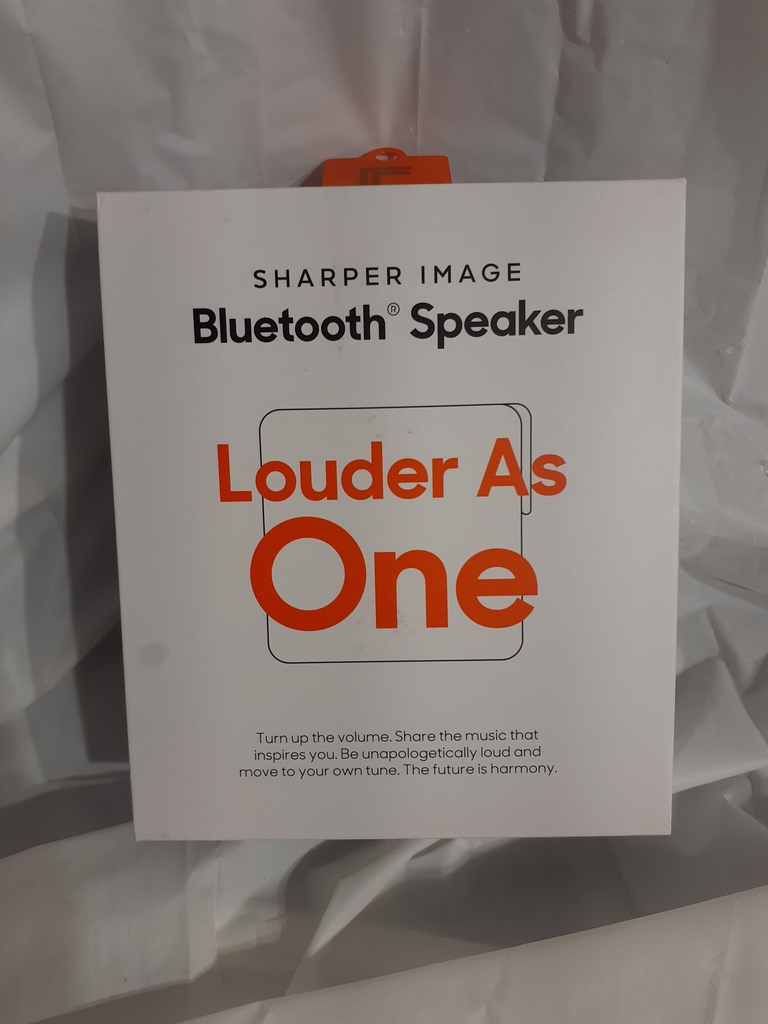 SHARPER IMAGE
Bluetooth® Speaker
Louder As
One
Turn up the volume. Share the music that
inspires you. Be unapologetically loud and
move to your own tune. The future is harmony.